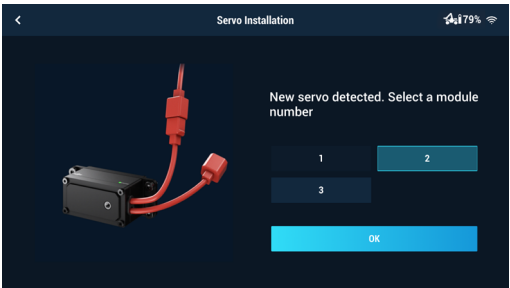 Servo Installation
79%
New servo detected. Select a module
number
1
2
3
OK